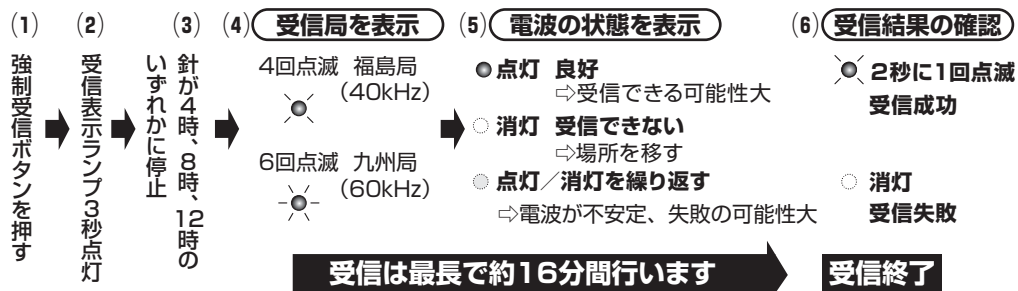 (1)
強制受信ボタンを押す
(2)
受信表示ランプ3秒点灯
(3)
針が4時、8時、12時の
いずれかに停止
(4) 受信局を表示
4回点滅 福島局
(40kHz)
6回点滅 九州局
(60kHz)
(5) 電波の状態を表示
点灯 良好
⇨受信できる可能性大
消灯 受信できない
⇨場所を移す
点灯／消灯を繰り返す
⇨電波が不安定、失敗の可能性大
(6) 受信結果の確認
2秒に1回点滅
受信成功
消灯
受信失敗
受信は最長で約16分間行います
受信終了